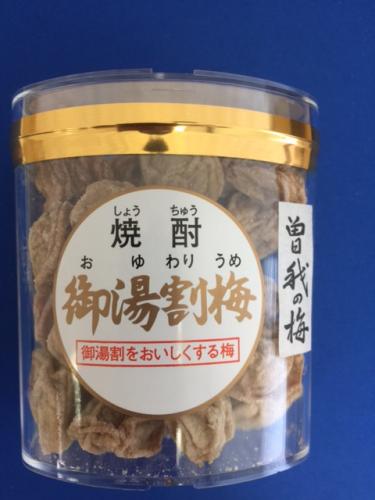 しょう ちゅう
焼酎
お ゆ わり うめ
御湯割梅
御湯割をおいしくする梅
曽我の梅